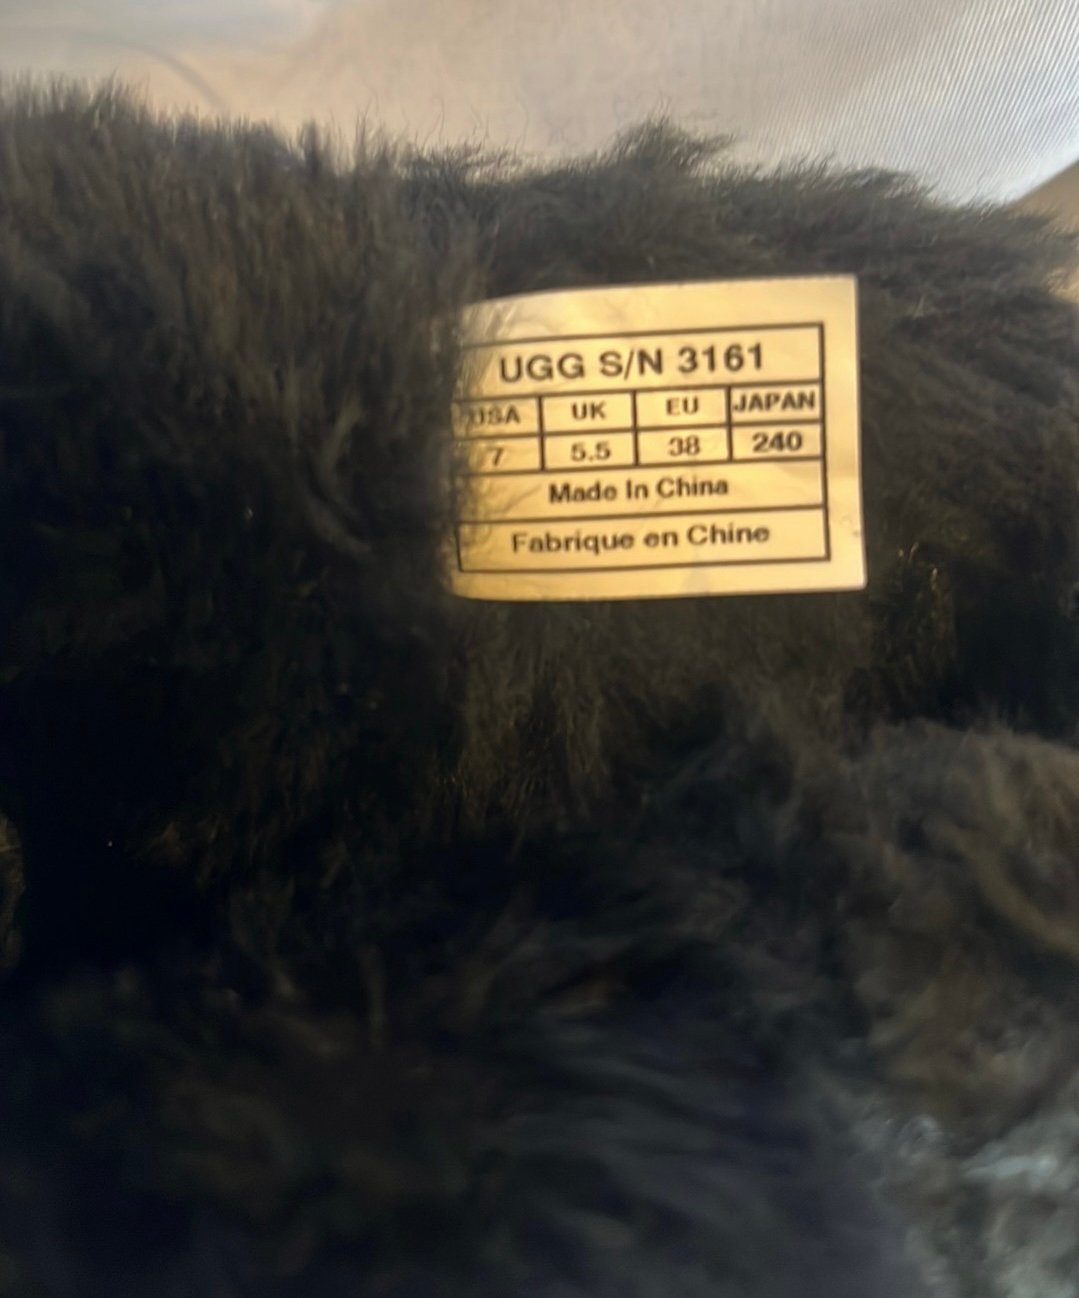 UGG S/N 3161
USA UK EU JAPAN
7 5.5 38 240
Made In China
Fabrique en Chine